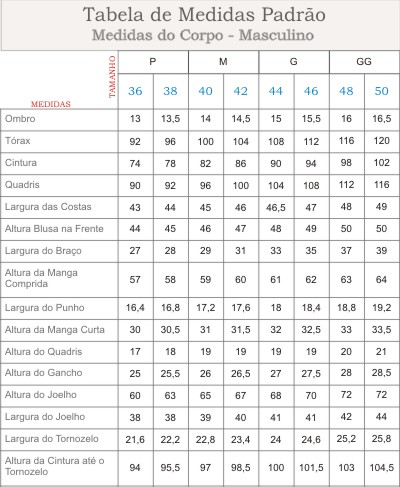 Tabela de Medidas Padrão
Medidas do Corpo - Masculino
TAMANHO P M G GG
MEDIDAS 36 38 40 42 44 46 48 50
Ombro 13 13,5 14 14,5 15 15,5 16 16,5
Tórax 92 96 100 104 108 112 116 120
Cintura 74 78 82 86 90 94 98 102
Quadris 90 92 96 100 104 108 112 116
Largura das Costas 43 44 45 46 46,5 47 48 49
Altura Blusa na Frente 44 45 46 47 48 49 50 50
Largura do Braço 27 28 29 31 33 35 37 39
Altura da Manga
Comprida 57 58 59 60 61 62 63 64
Largura do Punho 16,4 16,8 17,2 17,6 18 18,4 18,8 19,2
Altura da Manga Curta 30 30,5 31 31,5 32 32,5 33 33,5
Altura do Quadris 17 18 19 19 19 19 20 21
Altura do Gancho 25 25,5 26 26,5 27 27,5 28 28,5
Altura do Joelho 60 63 65 67 68 70 72 72
Largura do Joelho 38 38 39 40 41 41 42 44
Largura do Tornozelo 21,6 22,2 22,8 23,4 24 24,6 25,2 25,8
Altura da Cintura até o
Tornozelo 94 95,5 97 98,5 100 101,5 103 104,5